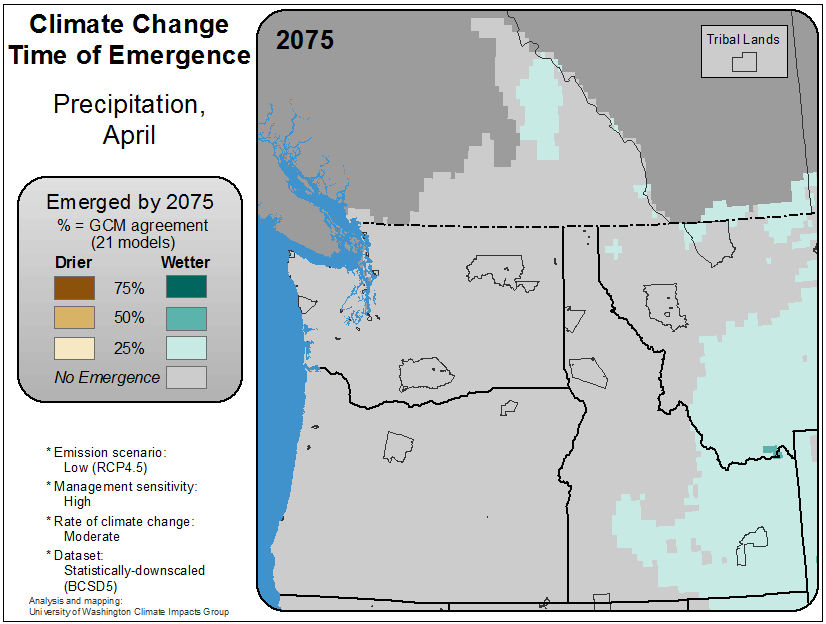 Climate Change
Time of Emergence
Precipitation,
April
Emerged by 2075
% = GCM agreement
(21 models)
Drier Wetter
75%
50%
25%
No Emergence
* Emission scenario:
Low (RCP4.5)
* Management sensitivity:
High
* Rate of climate change:
Moderate
* Dataset:
Statistically-downscaled
(BCSD5)
Analysis and mapping:
University of Washington Climate Impacts Group
2075
Tribal Lands